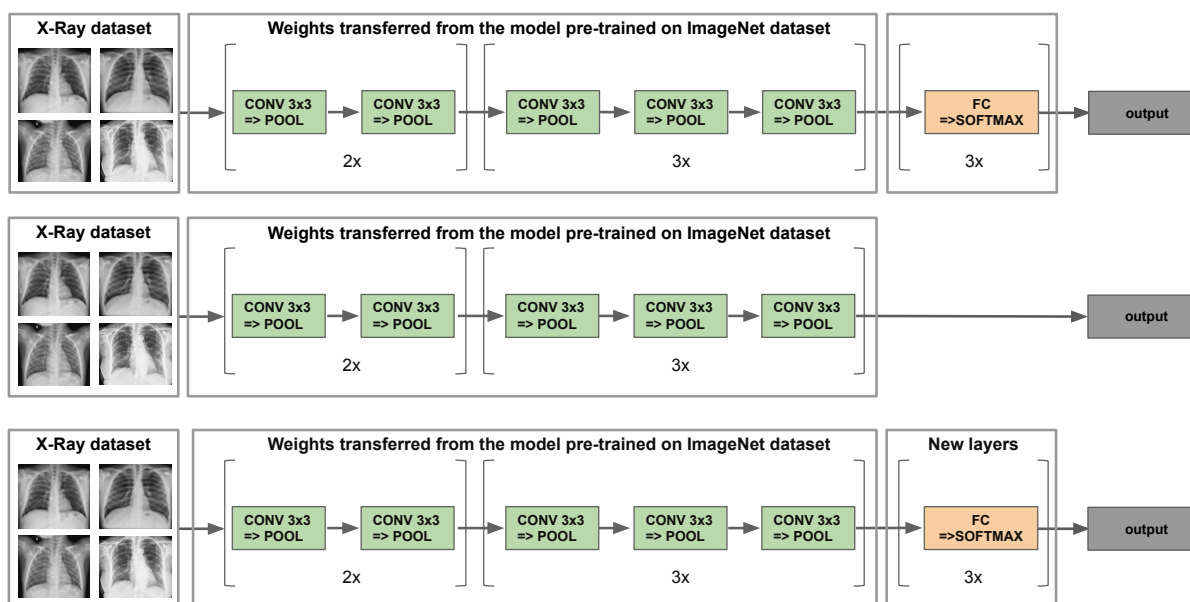 X-Ray dataset
Weights transferred from the model pre-trained on ImageNet dataset
CONV 3x3
=> POOL
CONV 3x3
=> POOL
CONV 3x3
=> POOL
CONV 3x3
=> POOL
CONV 3x3
=> POOL
FC
=>SOFTMAX
output
2x
3x
3x
X-Ray dataset
Weights transferred from the model pre-trained on ImageNet dataset
CONV 3x3
=> POOL
CONV 3x3
=> POOL
CONV 3x3
=> POOL
CONV 3x3
=> POOL
CONV 3x3
=> POOL
output
2x
3x
X-Ray dataset
Weights transferred from the model pre-trained on ImageNet dataset
New layers
CONV 3x3
=> POOL
CONV 3x3
=> POOL
CONV 3x3
=> POOL
CONV 3x3
=> POOL
CONV 3x3
=> POOL
FC
=>SOFTMAX
output
2x
3x
3x